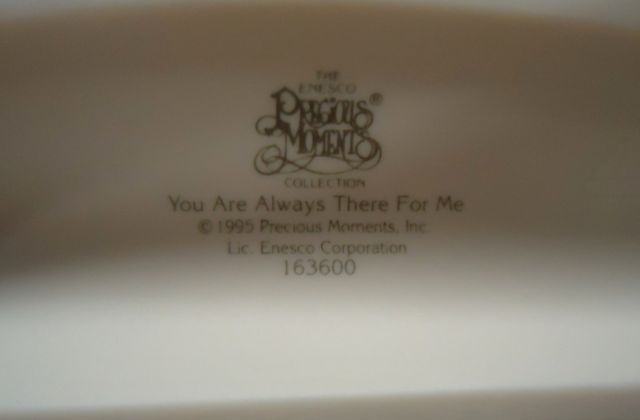 THE
ENESCO
PRECIOUS®
MOMENTS
COLLECTION
You Are Always There For Me
© 1995 Precious Moments, Inc.
Lic. Enesco Corporation
163600